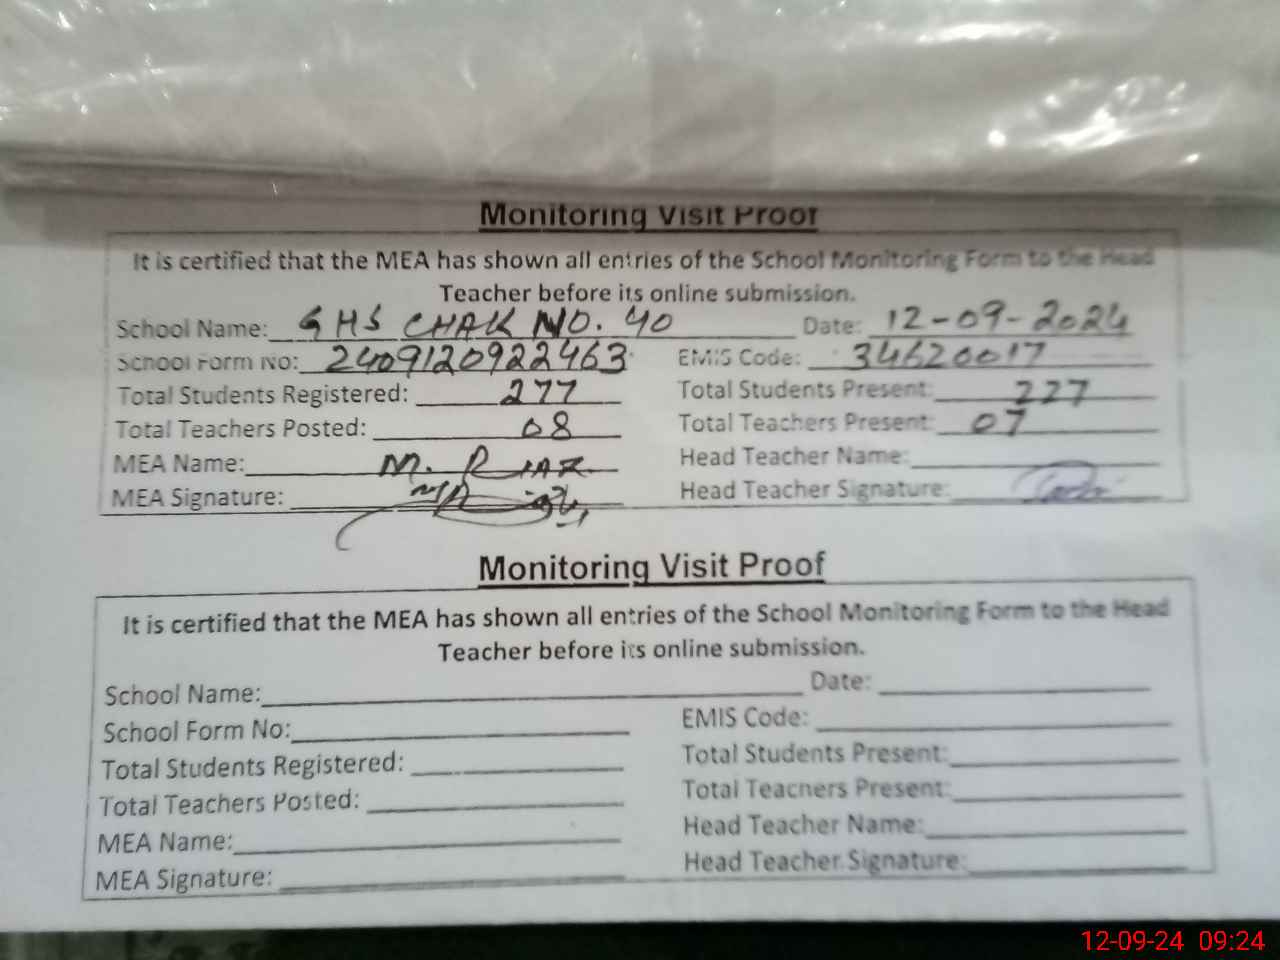 Monitoring Visit Proof
It is certified that the MEA has shown all entries of the School Monitoring Form to the Head
Teacher before its online submission.
School Name: GHS CHAK NO. 40 Date: 12-09-2024
School Form No: 2409120922463 EMIS Code: 34620017
Total Students Registered: 277 Total Students Present: 227
Total Teachers Posted: 08 Total Teachers Present: 07
MEA Name: M. RIAZ Head Teacher Name:
MEA Signature: Head Teacher Signature:
Monitoring Visit Proof
It is certified that the MEA has shown all entries of the School Monitoring Form to the Head
Teacher before its online submission.
School Name: Date:
School Form No: EMIS Code:
Total Students Registered: Total Students Present:
Total Teachers Posted: Total Teachers Present:
MEA Name: Head Teacher Name:
MEA Signature: Head Teacher Signature:
12-09-24 09:24